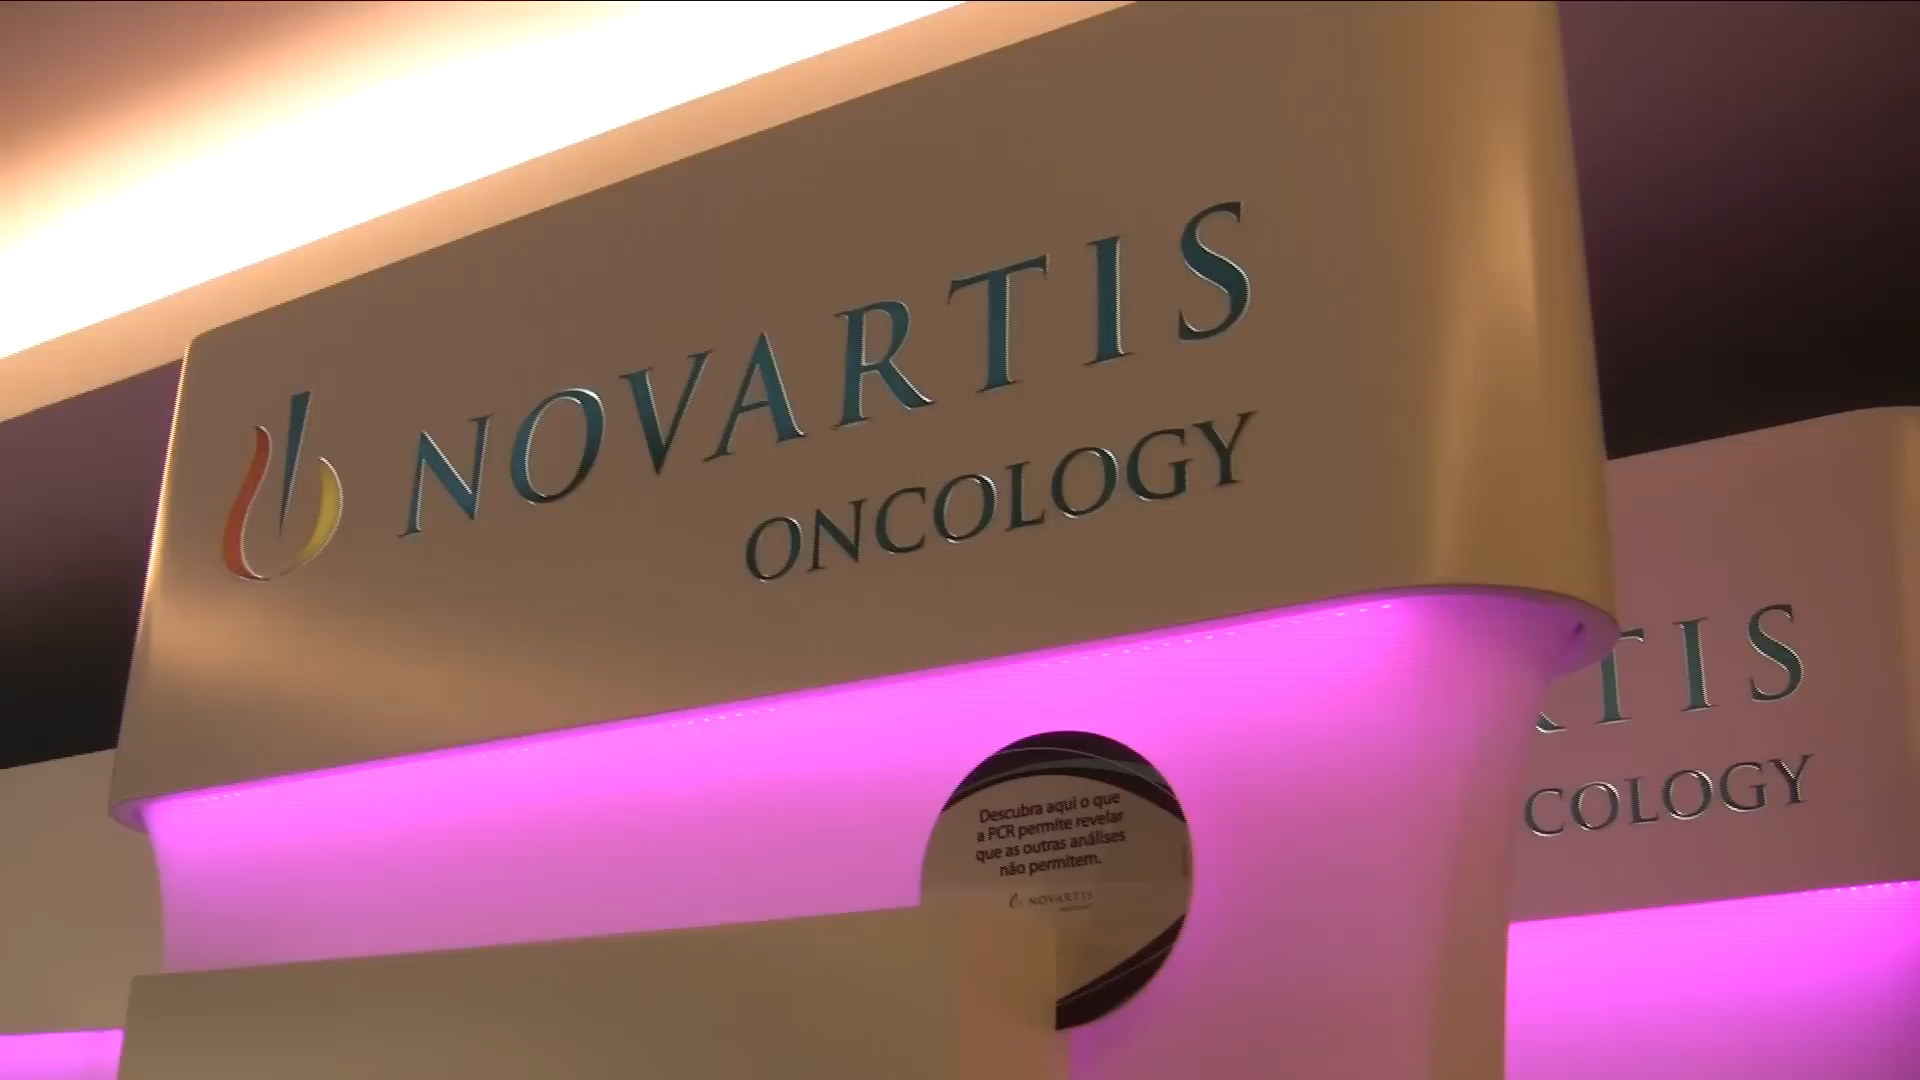 NOVARTIS
ONCOLOGY
TIS
COLOGY
Descubra aqui o que
a PCR permite revelar
que as outras análises
não permitem.
NOVARTIS